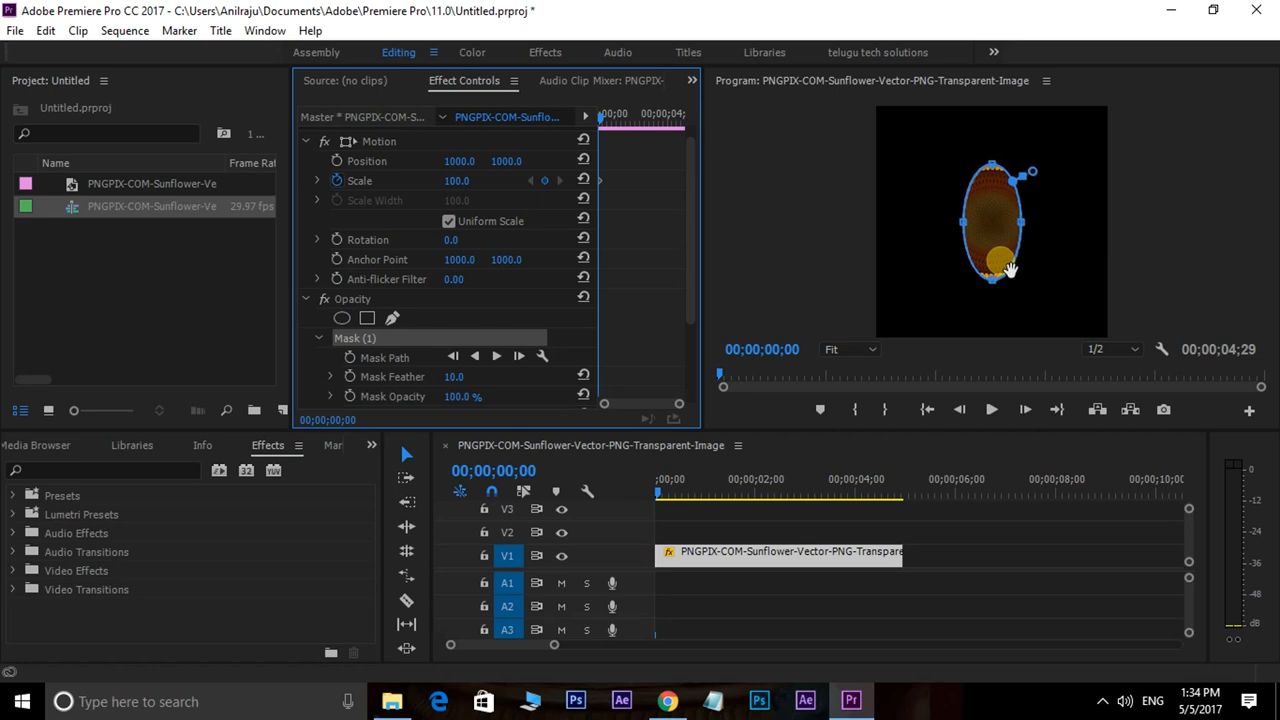 Adobe Premiere Pro CC 2017 - C:\Users\Anilraju\Documents\Adobe\Premiere Pro\11.0\Untitled.prproj *
File Edit Clip Sequence Marker Title Window Help
Assembly Editing Color Effects Audio Titles Libraries telugu tech solutions
Project: Untitled
Untitled.prproj
1 ...
Name Frame Rat
PNGPIX-COM-Sunflower-Ve
PNGPIX-COM-Sunflower-Ve 29.97 fps
Source: (no clips) Effect Controls Audio Clip Mixer: PNGPIX-
Master * PNGPIX-COM-S... PNGPIX-COM-Sunflo... ;00;00 00;00;04;
fx Motion
Position 1000.0 1000.0
Scale 100.0
Scale Width 100.0
Uniform Scale
Rotation 0.0
Anchor Point 1000.0 1000.0
Anti-flicker Filter 0.00
fx Opacity
Mask (1)
Mask Path
Mask Feather 10.0
Mask Opacity 100.0 %
00;00;00;00
Program: PNGPIX-COM-Sunflower-Vector-PNG-Transparent-Image
00;00;00;00 Fit 1/2 00;00;04;29
Media Browser Libraries Info Effects Mar
Presets
Lumetri Presets
Audio Effects
Audio Transitions
Video Effects
Video Transitions
× PNGPIX-COM-Sunflower-Vector-PNG-Transparent-Image
00;00;00;00
;00;00 00;00;02;00 00;00;04;00 00;00;06;00 00;00;08;00 00;00;10;0
V3
V2
V1 fx PNGPIX-COM-Sunflower-Vector-PNG-Transpare
A1 M S
A2 M S
A3 M S
0
-12
-24
-36
-48
dB
S S
Type here to search
Ps Ae Ps Ae Pr
ENG
1:34 PM
5/5/2017